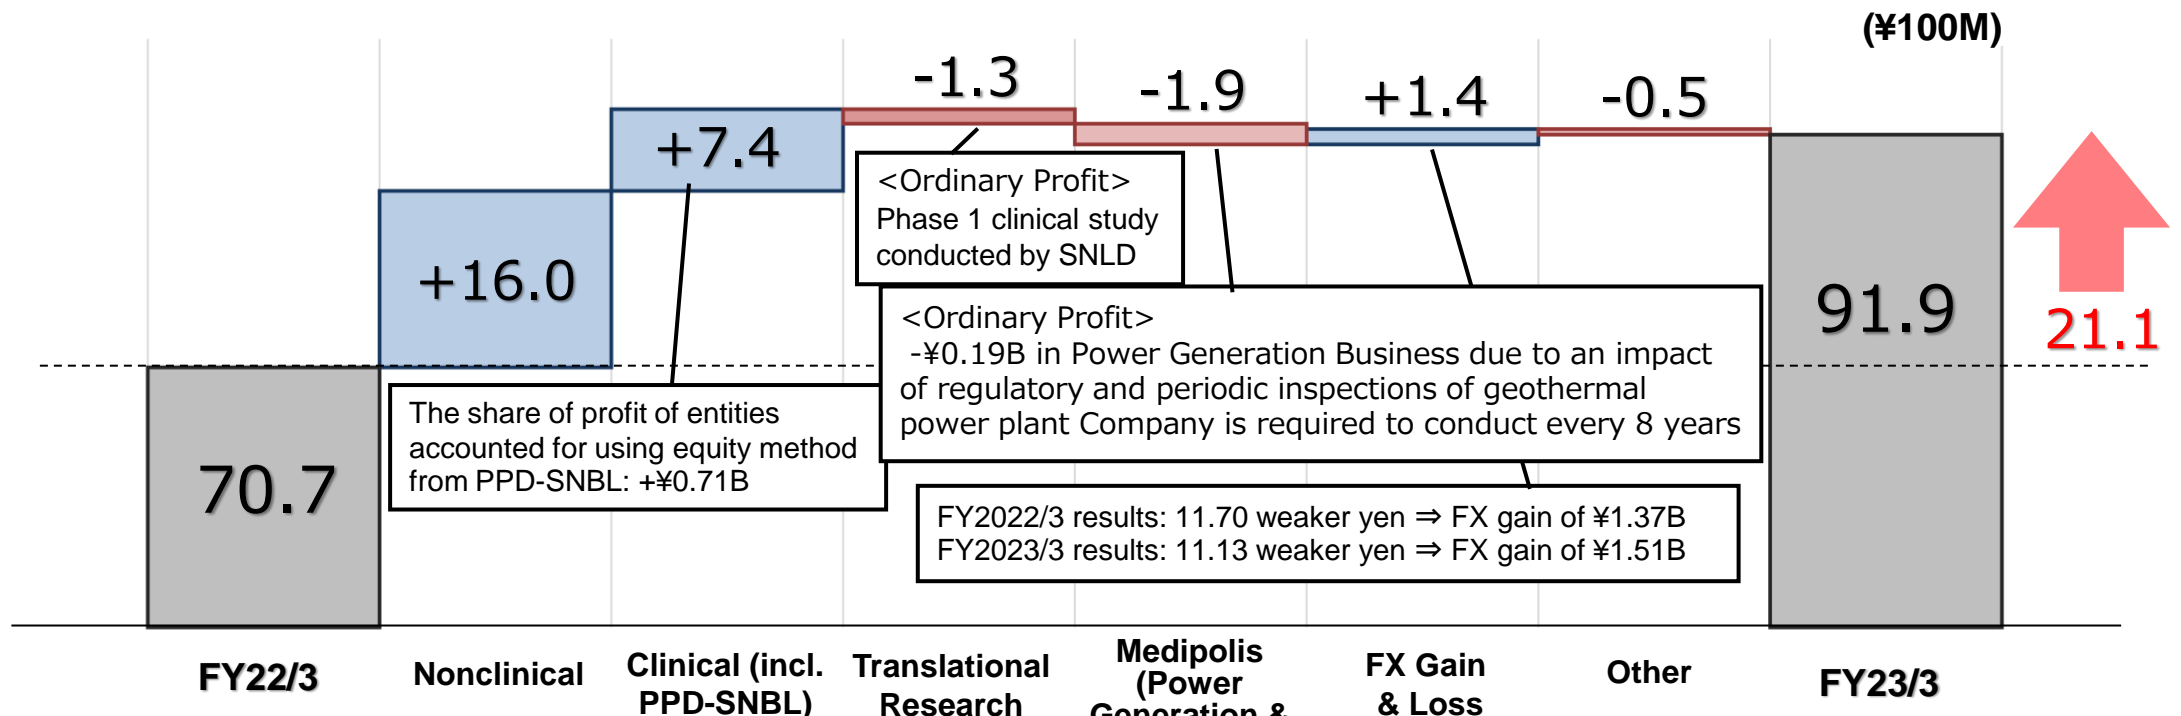 (¥100M)
-1.3
-1.9
+1.4
-0.5
+7.4
+16.0
70.7
91.9
21.1
<Ordinary Profit>
Phase 1 clinical study
conducted by SNLD
<Ordinary Profit>
-¥0.19B in Power Generation Business due to an impact
of regulatory and periodic inspections of geothermal
power plant Company is required to conduct every 8 years
The share of profit of entities
accounted for using equity method
from PPD-SNBL: +¥0.71B
FY2022/3 results: 11.70 weaker yen ⇒ FX gain of ¥1.37B
FY2023/3 results: 11.13 weaker yen ⇒ FX gain of ¥1.51B
FY22/3
Nonclinical
Clinical (incl.
PPD-SNBL)
Translational
Research
Medipolis
(Power
Generation &
FX Gain
& Loss
Other
FY23/3